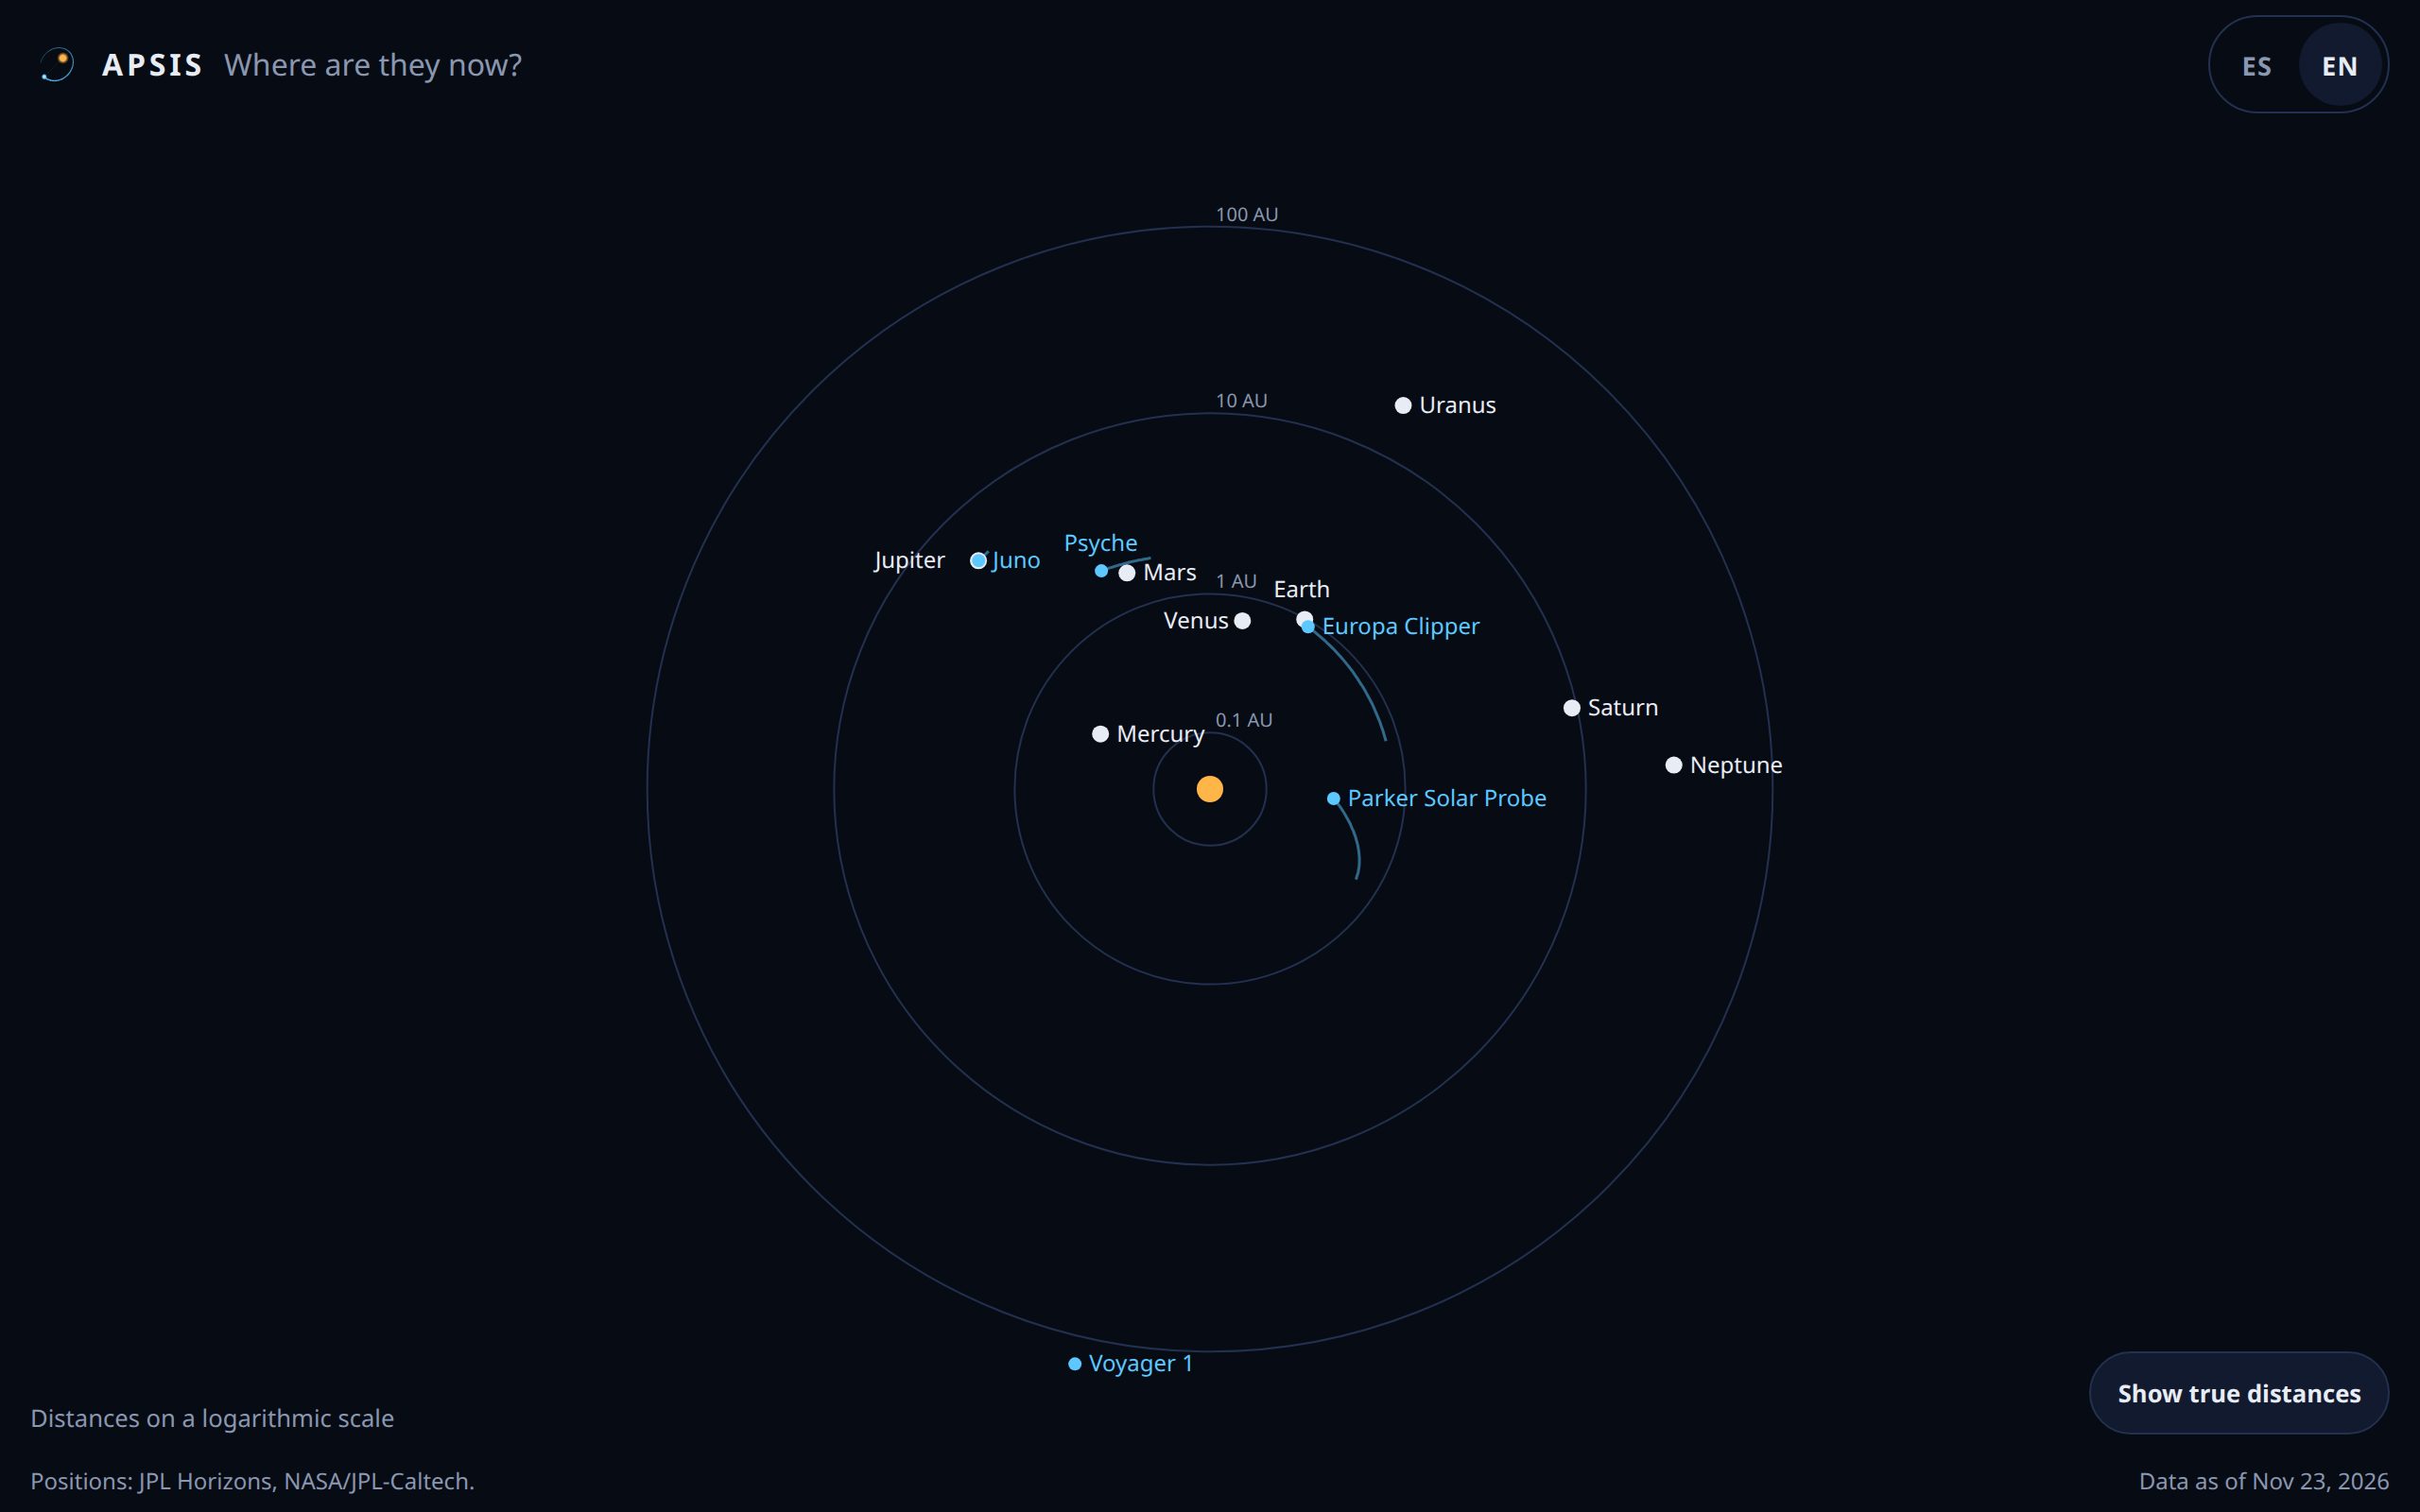 APSIS Where are they now?
ES EN
100 AU
10 AU
Uranus
Psyche
Jupiter
Juno
Mars
1 AU
Earth
Venus
Europa Clipper
Saturn
0.1 AU
Mercury
Neptune
Parker Solar Probe
Voyager 1
Show true distances
Distances on a logarithmic scale
Positions: JPL Horizons, NASA/JPL-Caltech.
Data as of Nov 23, 2026